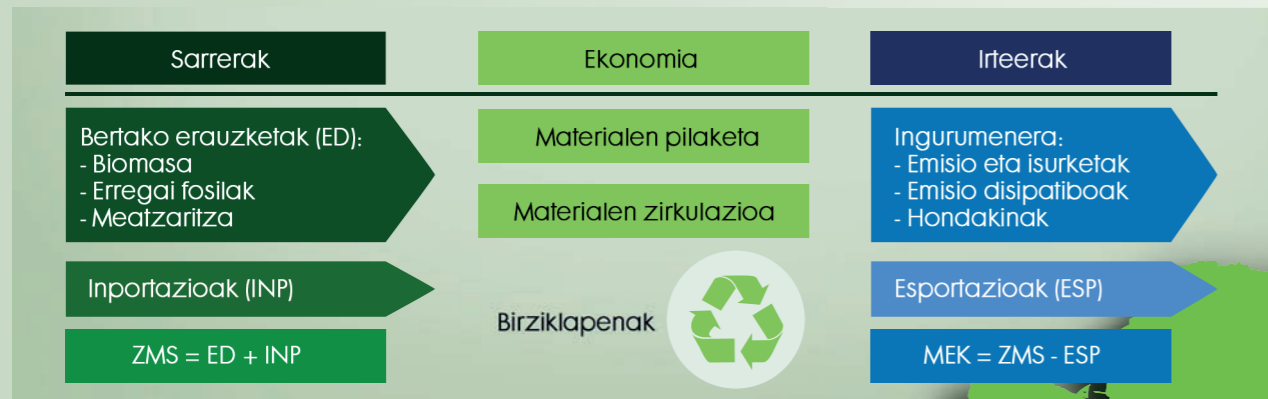 Sarrerak
Ekonomia
Irteerak
Bertako erauzketak (ED):
- Biomasa
- Erregai fosilak
- Meatzaritza
Materialen pilaketa
Materialen zirkulazioa
Ingurumenera:
- Emisio eta isurketak
- Emisio disipatiboak
- Hondakinak
Inportazioak (INP)
Birziklapenak
Esportazioak (ESP)
ZMS = ED + INP
MEK = ZMS - ESP